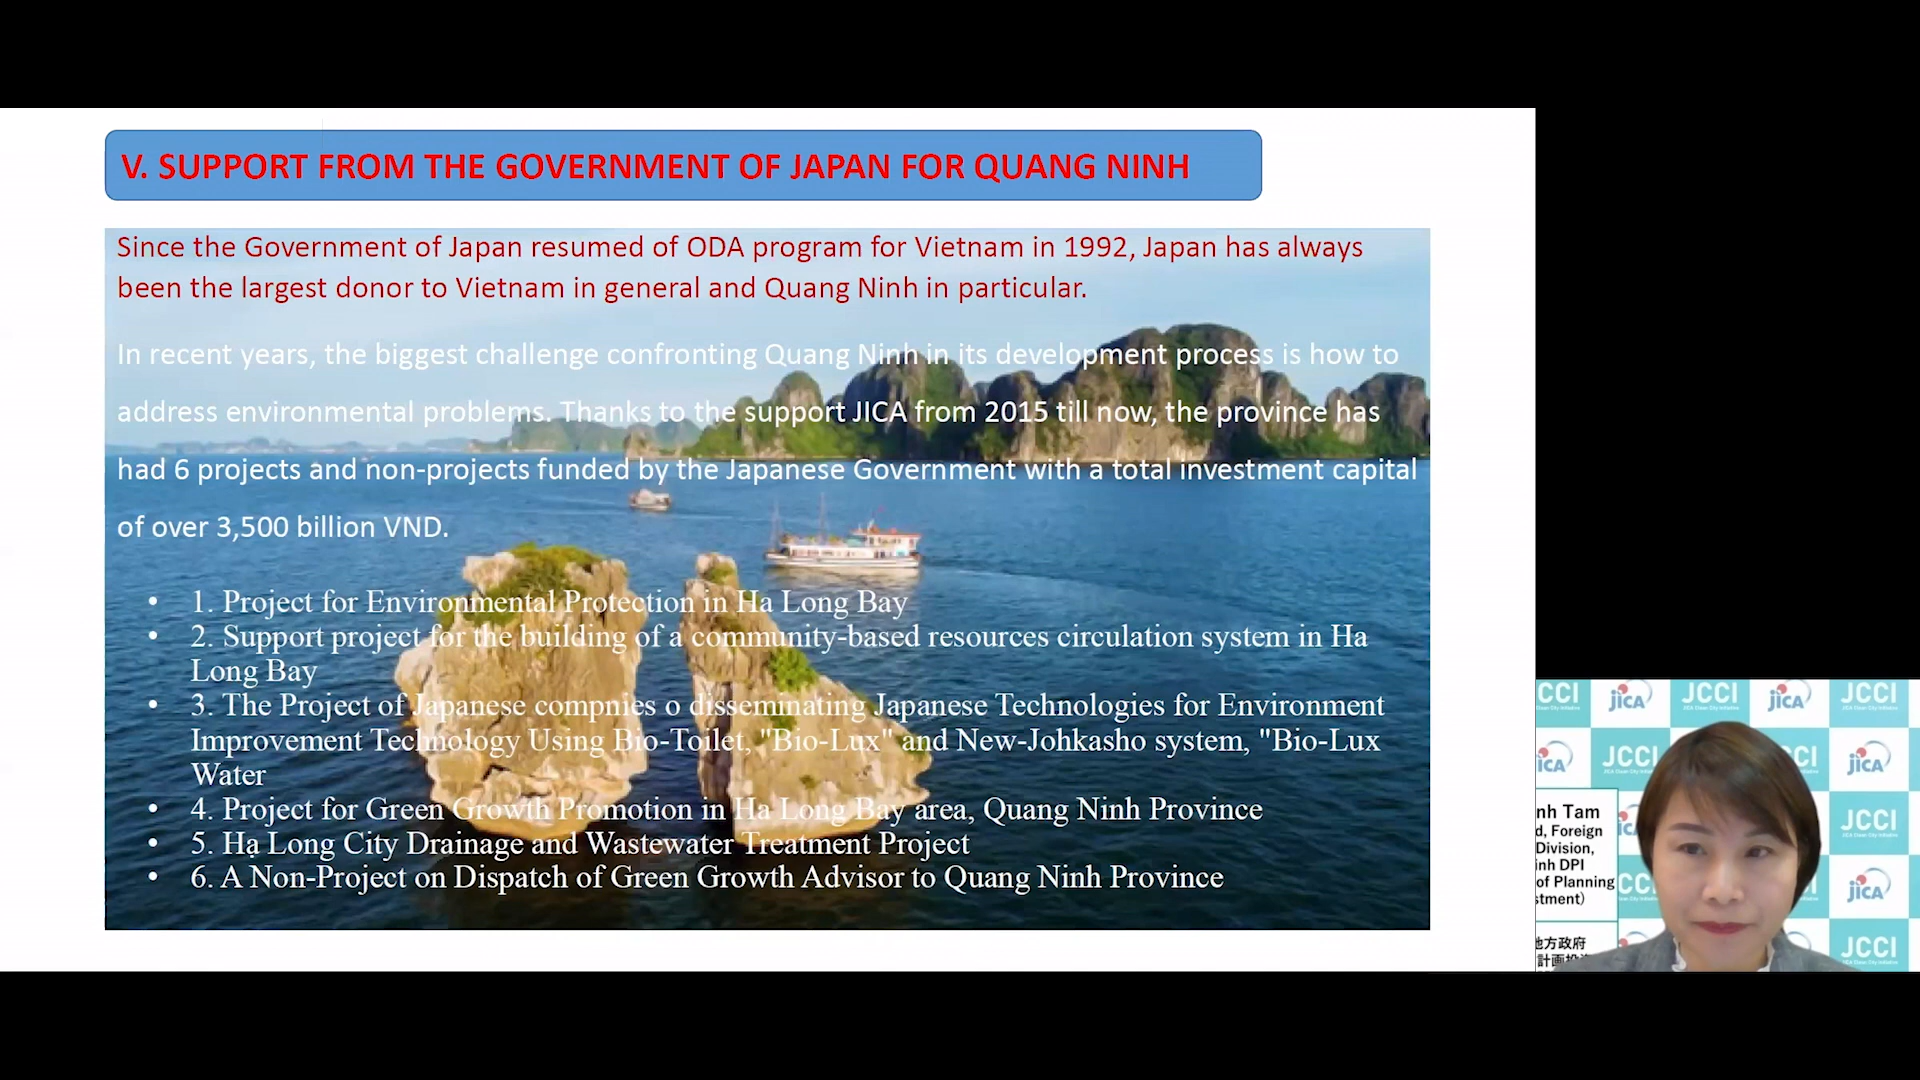 V. SUPPORT FROM THE GOVERNMENT OF JAPAN FOR QUANG NINH
Since the Government of Japan resumed of ODA program for Vietnam in 1992, Japan has always
been the largest donor to Vietnam in general and Quang Ninh in particular.
In recent years, the biggest challenge confronting Quang Ninh in its development process is how to
address environmental problems. Thanks to the support JICA from 2015 till now, the province has
had 6 projects and non-projects funded by the Japanese Government with a total investment capital
of over 3,500 billion VND.
• 1. Project for Environmental Protection in Ha Long Bay
• 2. Support project for the building of a community-based resources circulation system in Ha
Long Bay
• 3. The Project of Japanese compnies o disseminating Japanese Technologies for Environment
Improvement Technology Using Bio-Toilet, "Bio-Lux" and New-Johkasho system, "Bio-Lux
Water
• 4. Project for Green Growth Promotion in Ha Long Bay area, Quang Ninh Province
• 5. Hạ Long City Drainage and Wastewater Treatment Project
• 6. A Non-Project on Dispatch of Green Growth Advisor to Quang Ninh Province
CCI JICA JCCI JICA JCCI
ICA JCCI CI JICA
JCCI
JICA
JCCI
nh Tam
d, Foreign
Division,
inh DPI
of Planning
stment)
地方政府
計画投